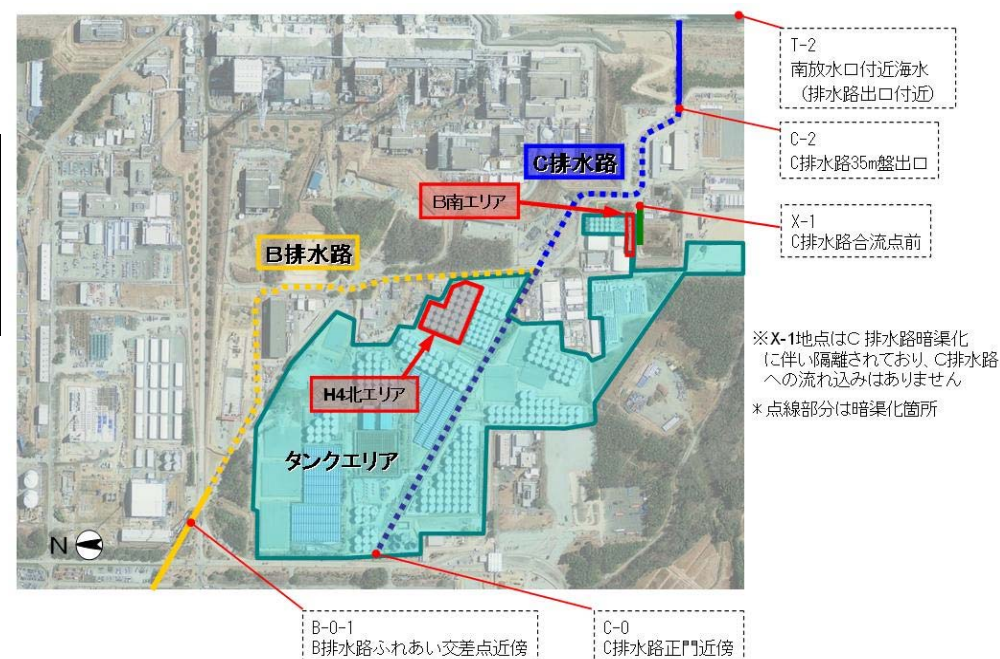 T-2
南放水口付近海水
（排水路出口付近）
C-2
C排水路35m盤出口
C排水路
B南エリア
X-1
C排水路合流点前
B排水路
※X-1地点はC 排水路暗渠化
に伴い隔離されており、C排水路
への流れ込みはありません
＊点線部分は暗渠化箇所
H4北エリア
タンクエリア
N
B-0-1
B排水路ふれあい交差点近傍
C-0
C排水路正門近傍